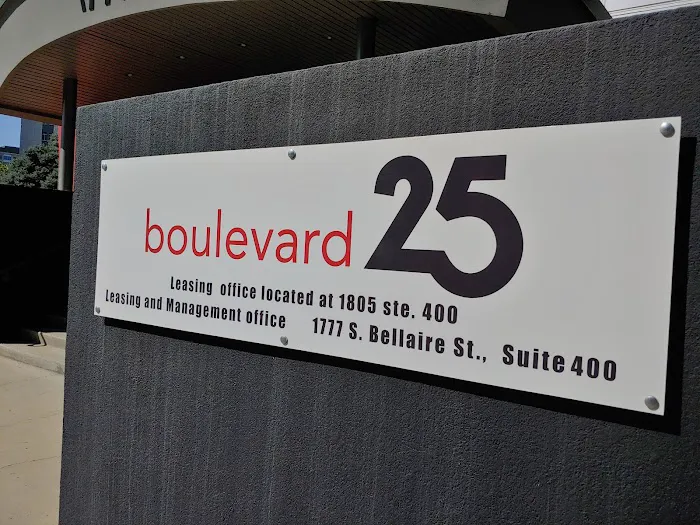 boulevard 25
Leasing office located at 1805 ste. 400
Leasing and Management office 1777 S. Bellaire St., Suite 400